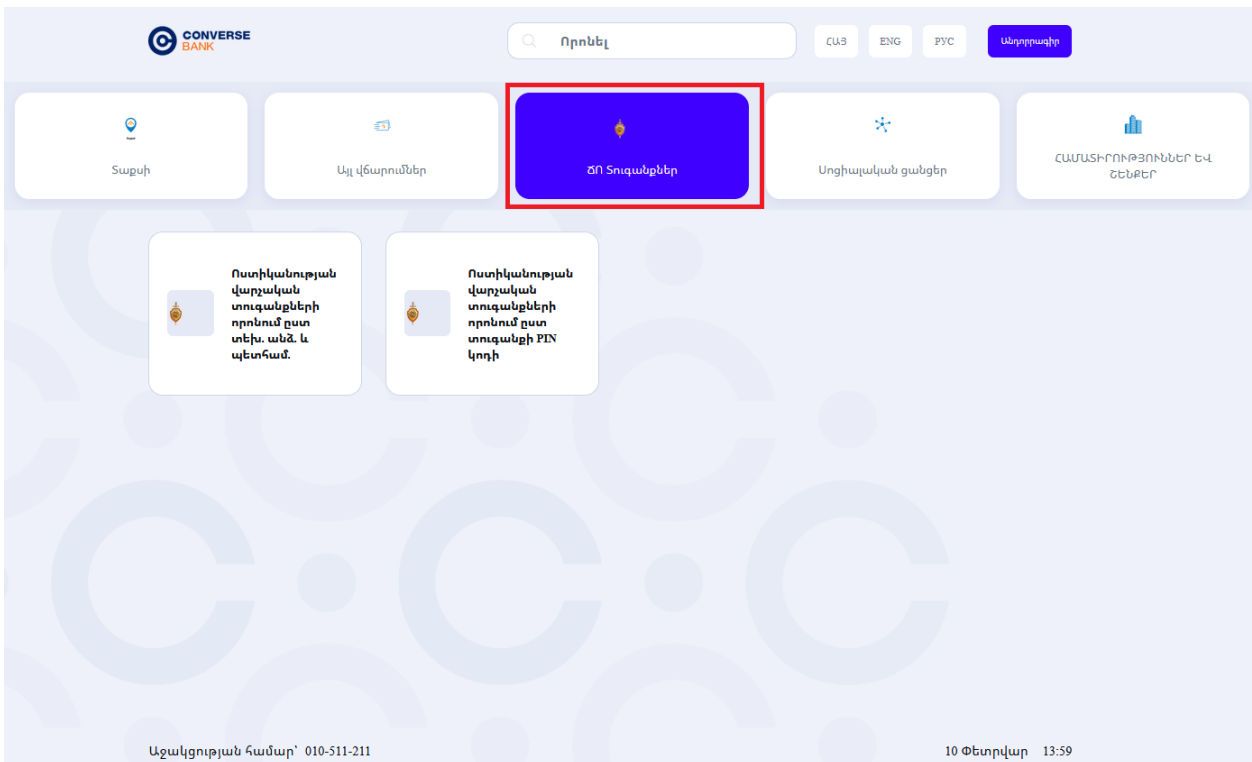 CONVERSE
BANK
Որոնել
ՀԱՅ
ENG
РУС
Անդորրագիր
Տաքսի
Այլ վճարումներ
ՃՈ Տուգանքներ
Սոցիալական ցանցեր
ՀԱՄԱՏԻՐՈՒԹՅՈՒՆՆԵՐ ԵՎ
ՇԵՆՔԵՐ
Ոստիկանության
վարչական
տուգանքների
որոնում ըստ
տեխ. անձ. և
պետհամ.
Ոստիկանության
վարչական
տուգանքների
որոնում ըստ
տուգանքի PIN
կոդի
Աջակցության համար՝ 010-511-211
10 Փետրվար 13:59